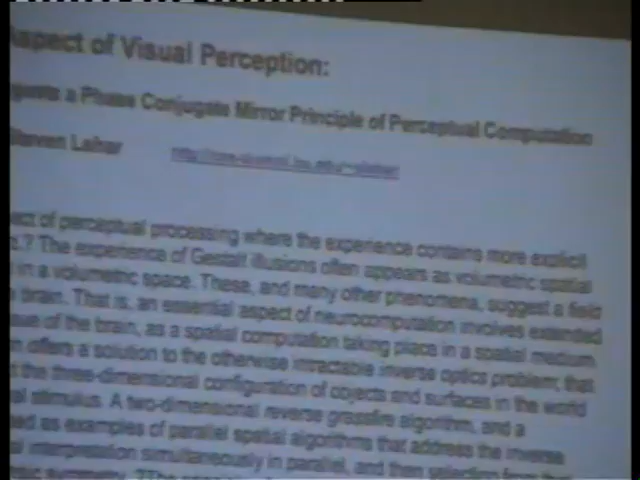 Aspect of Visual Perception:
a Phase Conjugate Mirror Principle of Perceptual Computation
Steven Lehar
of perceptual processing where the experience contains more explicit
? The experience of Gestalt illusions often appears as volumetric spatial
in a volumetric space. These, and many other phenomena, suggest a field
brain. That is, an essential aspect of neurocomputation involves extended
of the brain, as a spatial computation taking place in a spatial medium.
offers a solution to the otherwise intractable inverse optics problem; that
the three-dimensional configuration of objects and surfaces in the world
stimulus. A two-dimensional reverse grassfire algorithm, and a
as examples of parallel spatial algorithms that address the inverse
interpretation simultaneously in parallel, and then
symmetry.